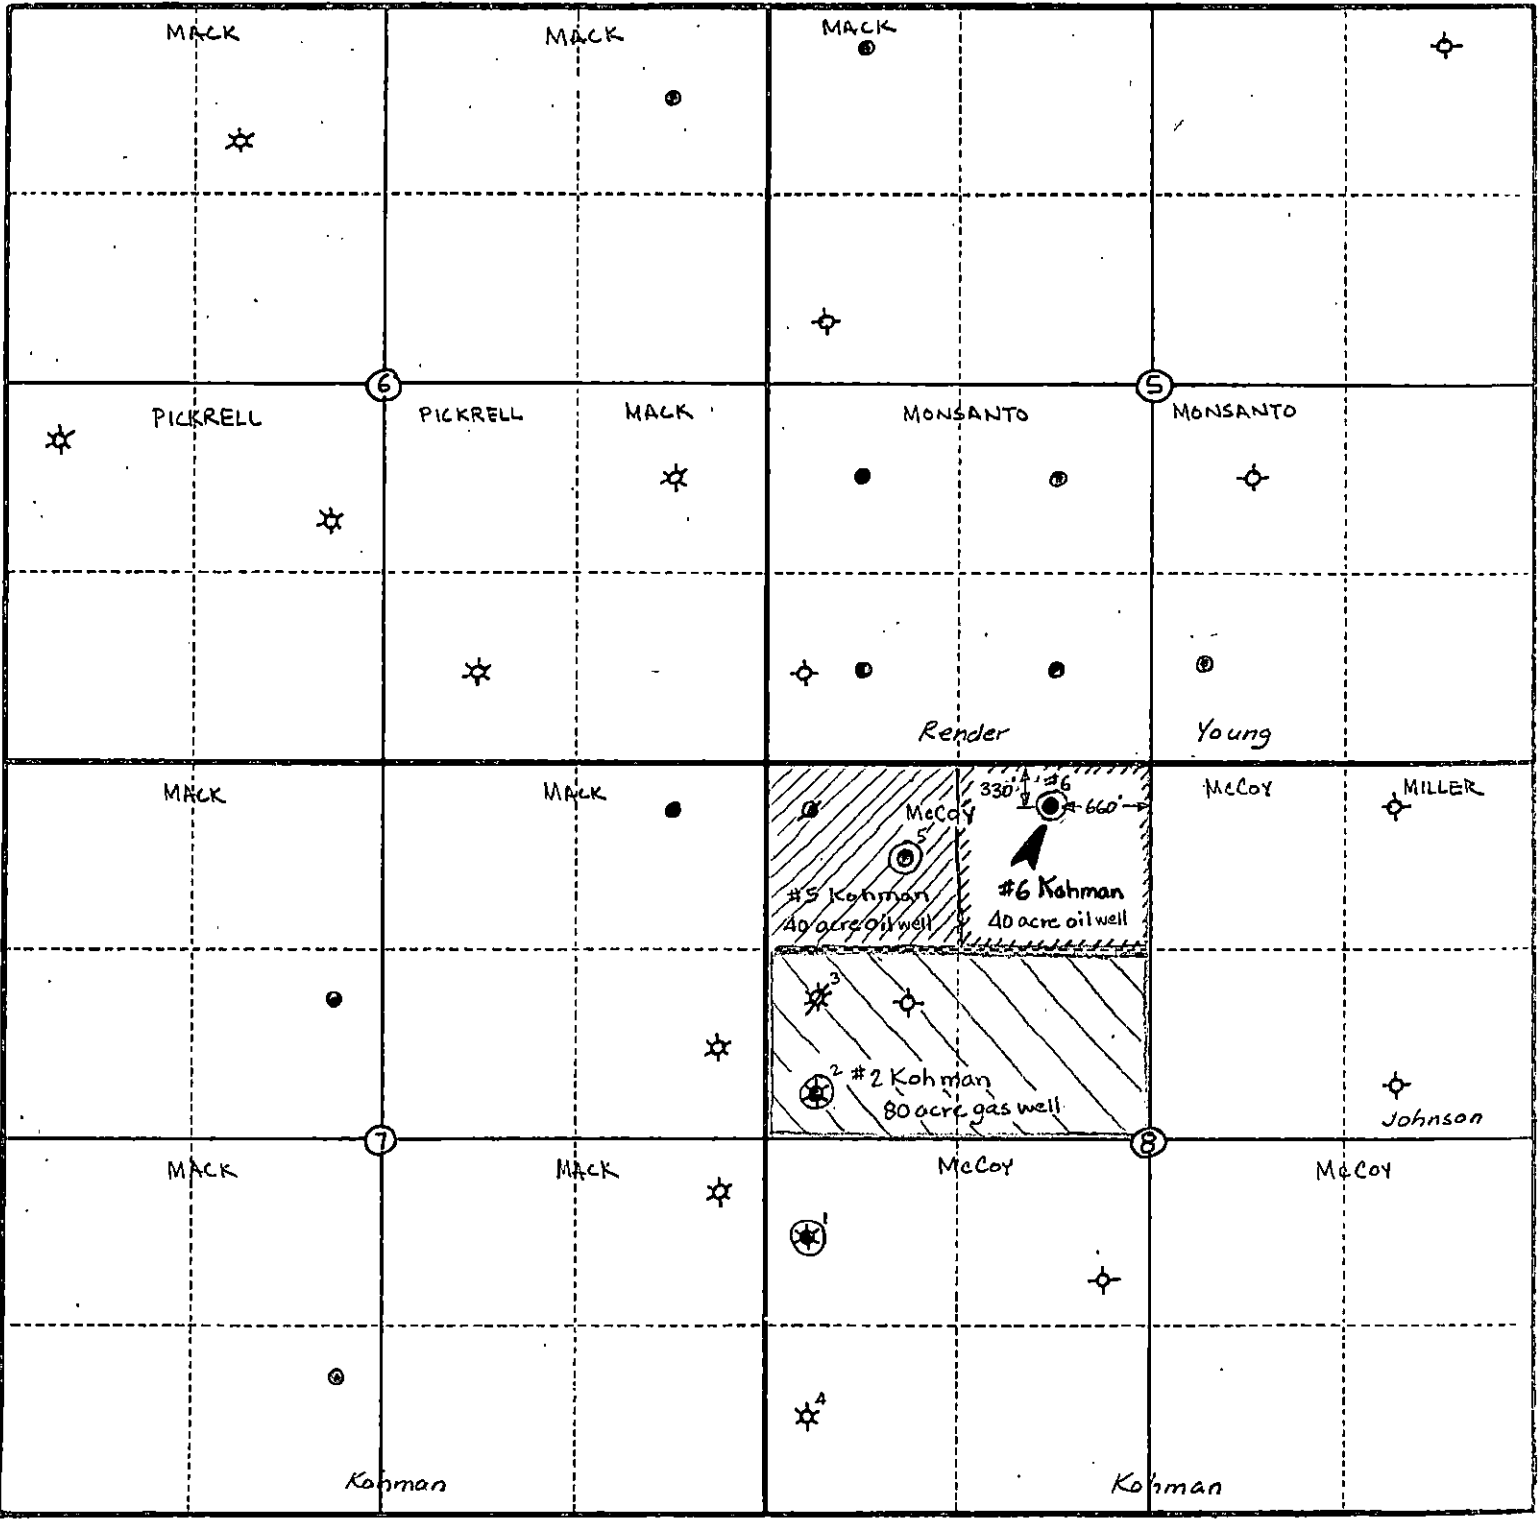 MACK
MACK
MACK
6
5
PICKRELL
PICKRELL
MACK
MONSANTO
MONSANTO
Render
Young
MACK
MACK
McCoy
330'
#6
660'
McCoy
MILLER
5
#5 Kohman
40 acre oil well
#6 Kohman
40 acre oil well
3
2
#2 Kohman
80 acre gas well
Johnson
7
8
MACK
MACK
McCoy
McCoy
1
4
Kohman
Kohman